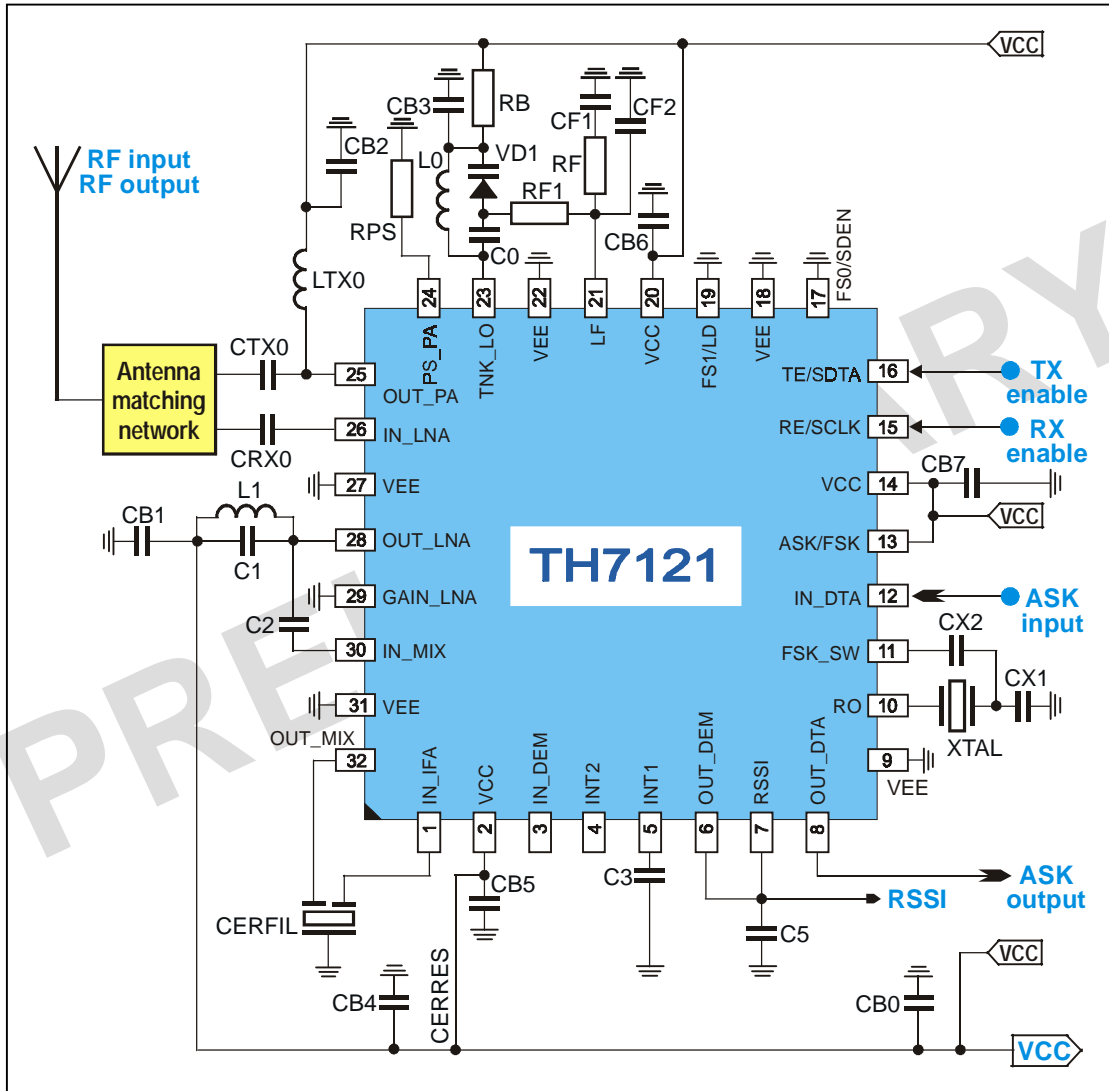 VCC
CB3
RB
CF1
CF2
CB2
L0
VD1
RF
RF input
RF output
RF1
RPS
CB6
C0
FS0/SDEN
LTX0
24
23
22
21
20
19
18
17
PS_PA
TNK_LO
VEE
LF
VCC
FS1/LD
VEE
CTX0
Antenna
matching
network
25
OUT_PA
TE/SDTA
16
TX
enable
26
IN_LNA
RE/SCLK
15
RX
enable
CRX0
27
VEE
VCC
14
CB7
L1
CB1
VCC
28
OUT_LNA
ASK/FSK
13
C1
TH7121
29
GAIN_LNA
IN_DTA
12
ASK
input
C2
CX2
30
IN_MIX
FSK_SW
11
CX1
31
VEE
RO
10
XTAL
OUT_MIX
32
9
VEE
IN_IFA
VCC
IN_DEM
INT2
INT1
OUT_DEM
RSSI
OUT_DTA
1
2
3
4
5
6
7
8
CB5
C3
ASK
output
RSSI
CERFIL
C5
CERRES
VCC
CB4
CB0
VCC